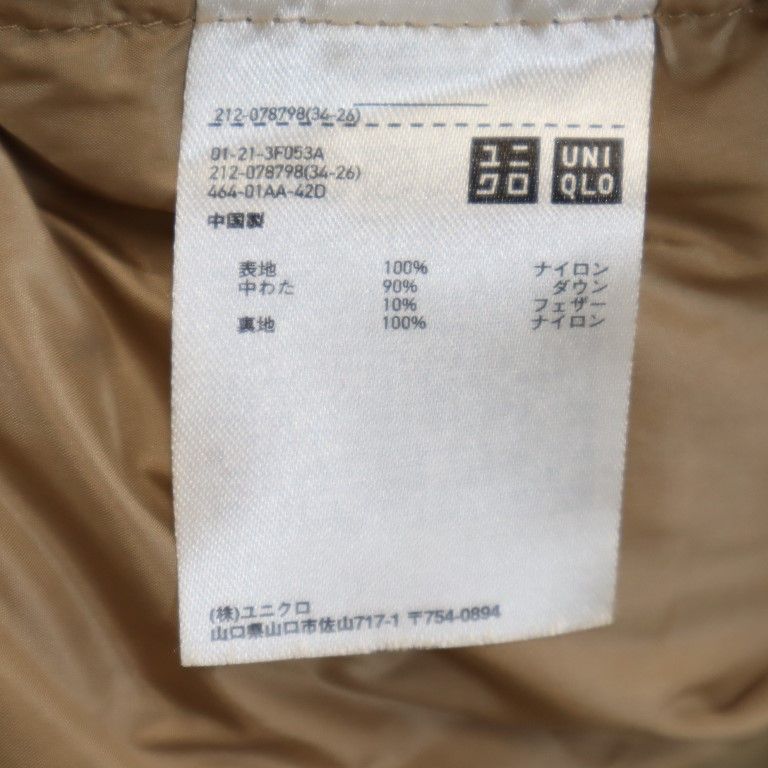 212-078798(34-26)
01-21-3F053A
212-078798(34-26)
464-01AA-42D
ユニ
クロ
UNI
QLO
中国製
表地 100% ナイロン
中わた 90% ダウン
10% フェザー
裏地 100% ナイロン
(株)ユニクロ
山口県山口市佐山717-1 〒754-0894